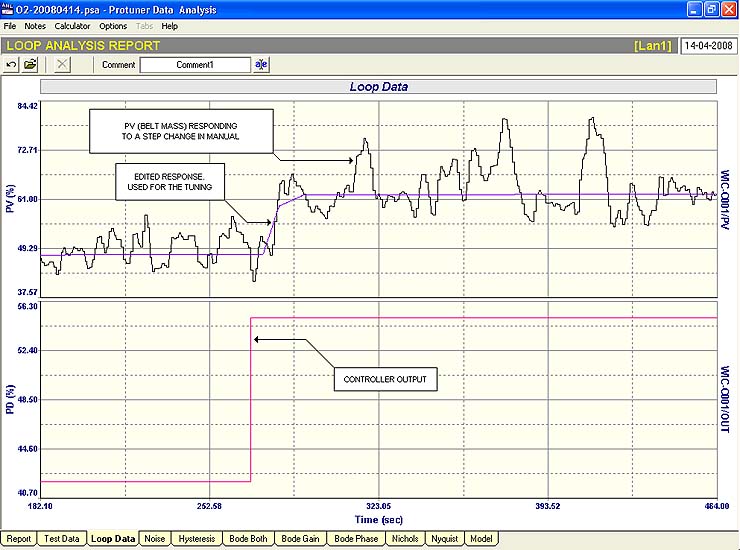 O2-20080414.psa - Protuner Data Analysis
File Notes Calculator Options Tabs Help
LOOP ANALYSIS REPORT [Lan1] 14-04-2008
Comment Comment1 a/e
Loop Data
84.42
72.71
61.00
49.29
37.57
PV (%)
PV (BELT MASS) RESPONDING
TO A STEP CHANGE IN MANUAL
EDITED RESPONSE.
USED FOR THE TUNING
WIC-O801/PV
56.30
52.40
48.50
44.60
40.70
PD (%)
CONTROLLER OUTPUT
WIC-O801/OUT
182.10 252.58 323.05 393.52 464.00
Time (sec)
Report Test Data Loop Data Noise Hysteresis Bode Both Bode Gain Bode Phase Nichols Nyquist Model